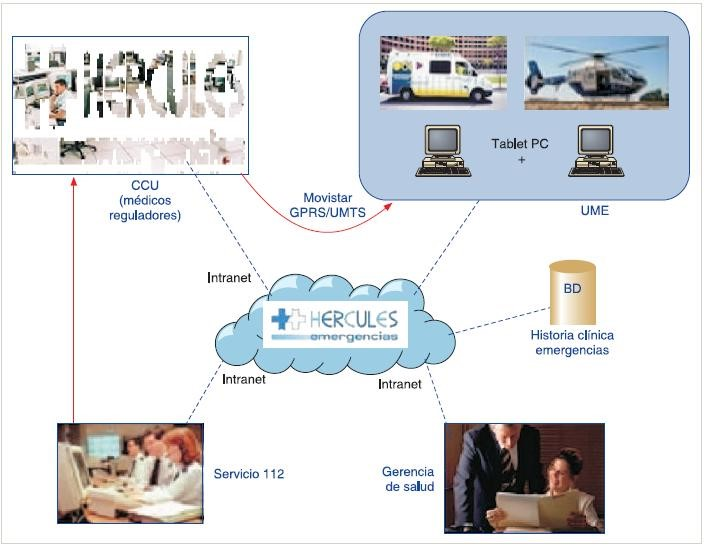 HERCULES
CCU
(médicos
reguladores)
Movistar
GPRS/UMTS
Tablet PC
+
UME
Intranet
HERCULES
emergencias
BD
Historia clínica
emergencias
Intranet
Intranet
Servicio 112
Gerencia
de salud